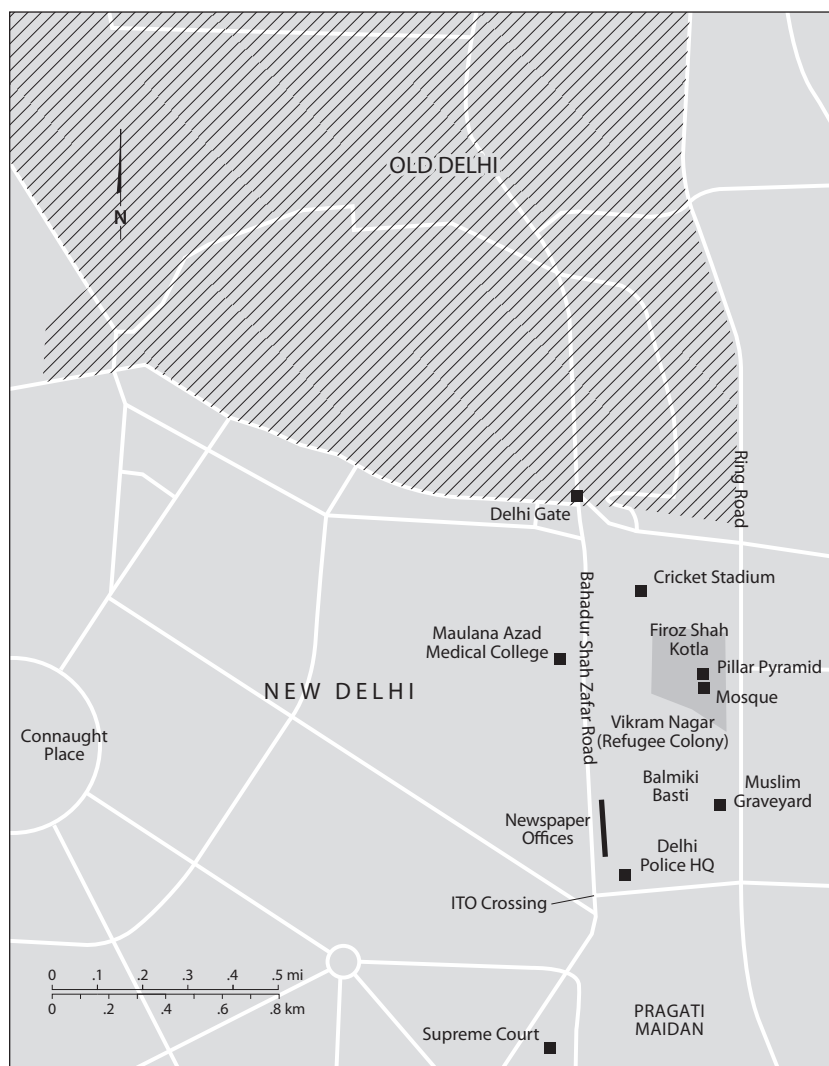 OLD DELHI
N
Ring Road
Delhi Gate
Cricket Stadium
Bahadur Shah Zafar Road
Firoz Shah
Kotla
Maulana Azad
Medical College
Pillar Pyramid
Mosque
NEW DELHI
Vikram Nagar
(Refugee Colony)
Connaught
Place
Balmiki
Basti
Muslim
Graveyard
Newspaper
Offices
Delhi
Police HQ
ITO Crossing
0 .1 .2 .3 .4 .5 mi
0 .2 .4 .6 .8 km
PRAGATI
MAIDAN
Supreme Court